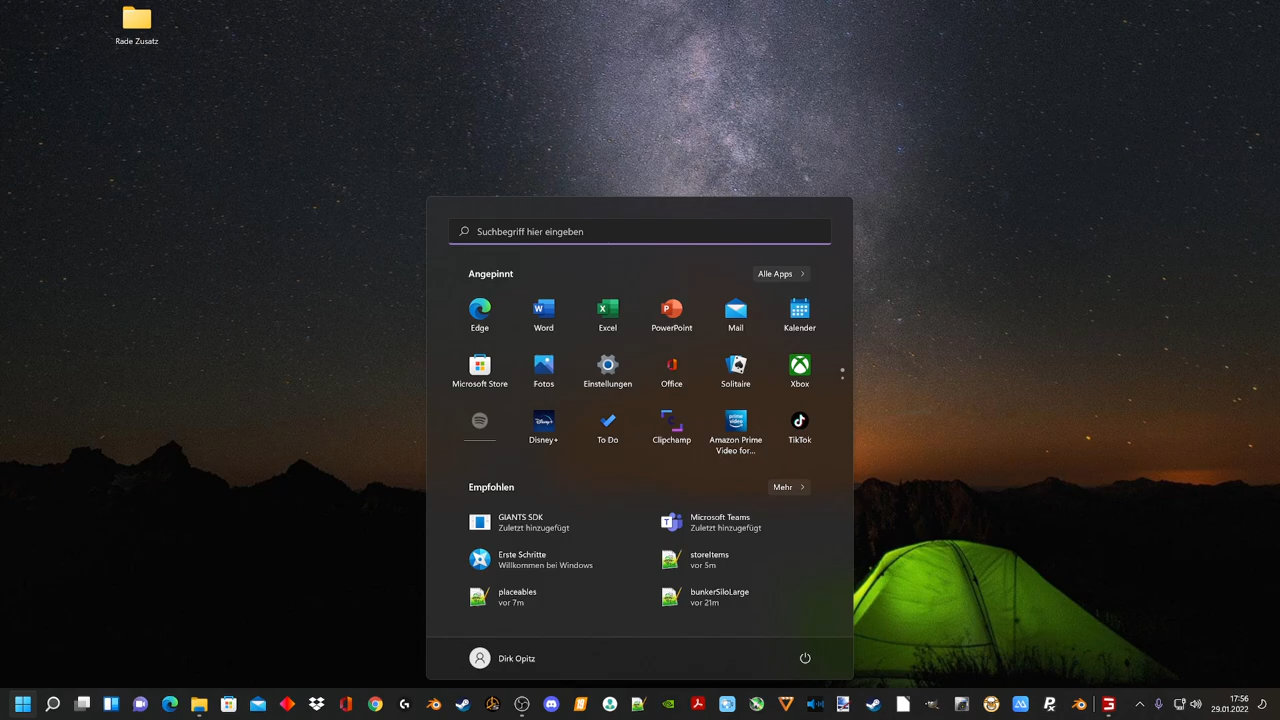 Rade Zusatz
Suchbegriff hier eingeben
Angepinnt
Alle Apps
Edge
Word
Excel
PowerPoint
Mail
Kalender
Microsoft Store
Fotos
Einstellungen
Office
Solitaire
Xbox
Disney+
To Do
Clipchamp
Amazon Prime
Video for...
TikTok
Empfohlen
Mehr
GIANTS SDK
Zuletzt hinzugefügt
Microsoft Teams
Zuletzt hinzugefügt
Erste Schritte
Willkommen bei Windows
storeItems
vor 5m
placeables
vor 7m
bunkerSiloLarge
vor 21m
Dirk Opitz
17:56
29.01.2022